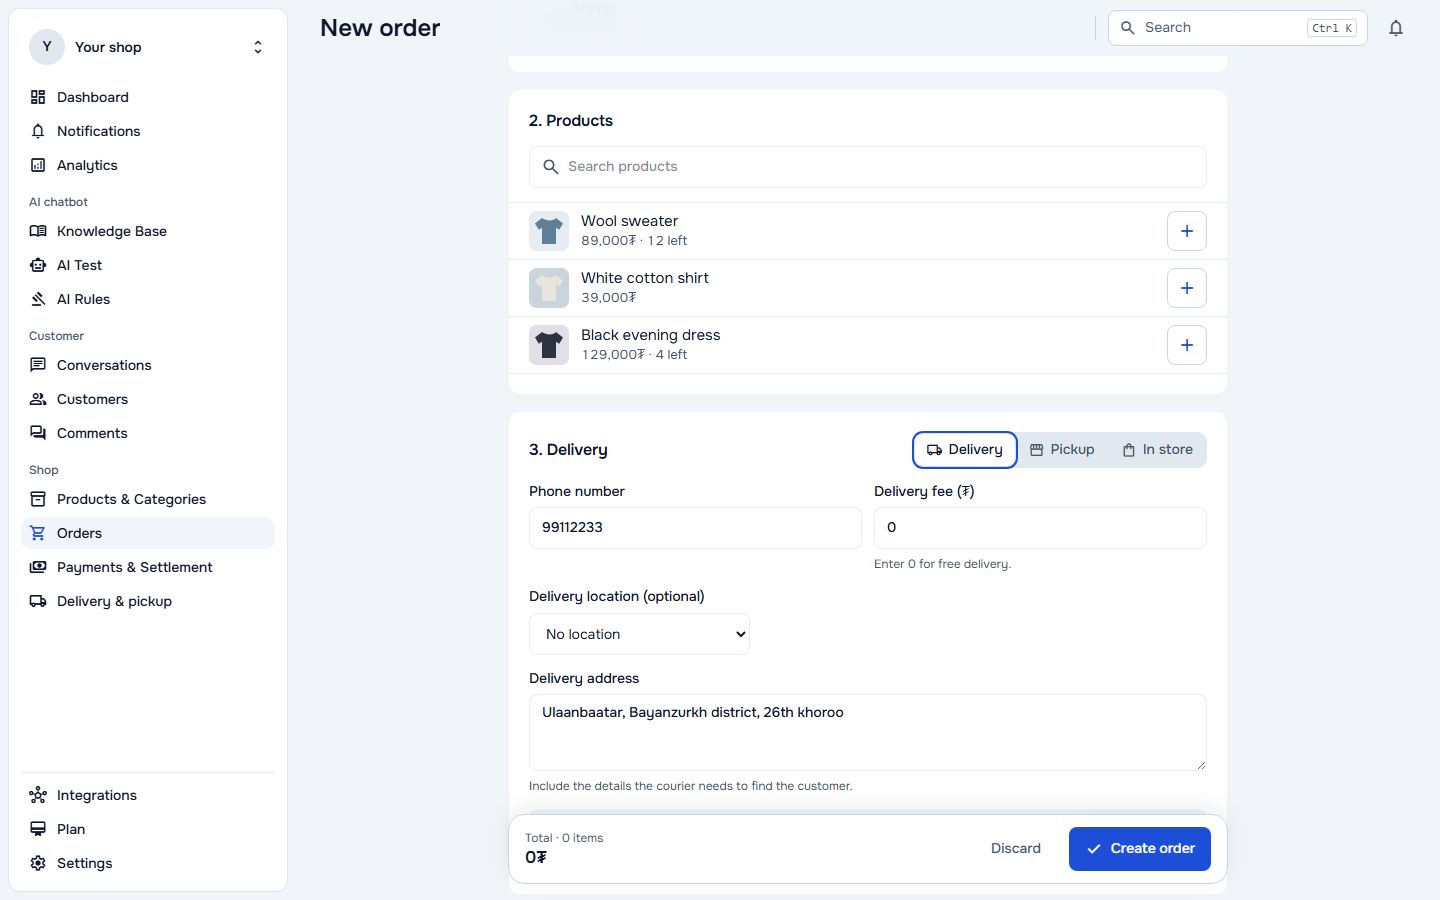 Y
Your shop
Dashboard
Notifications
Analytics
AI chatbot
Knowledge Base
AI Test
AI Rules
Customer
Conversations
Customers
Comments
Shop
Products & Categories
Orders
Payments & Settlement
Delivery & pickup
Integrations
Plan
Settings
New order
Search
Ctrl K
2. Products
Search products
Wool sweater
89,000₮ · 12 left
White cotton shirt
39,000₮
Black evening dress
129,000₮ · 4 left
3. Delivery
Delivery
Pickup
In store
Phone number
Delivery fee (₮)
99112233
0
Enter 0 for free delivery.
Delivery location (optional)
No location
Delivery address
Ulaanbaatar, Bayanzurkh district, 26th khoroo
Include the details the courier needs to find the customer.
Total · 0 items
0₮
Discard
Create order